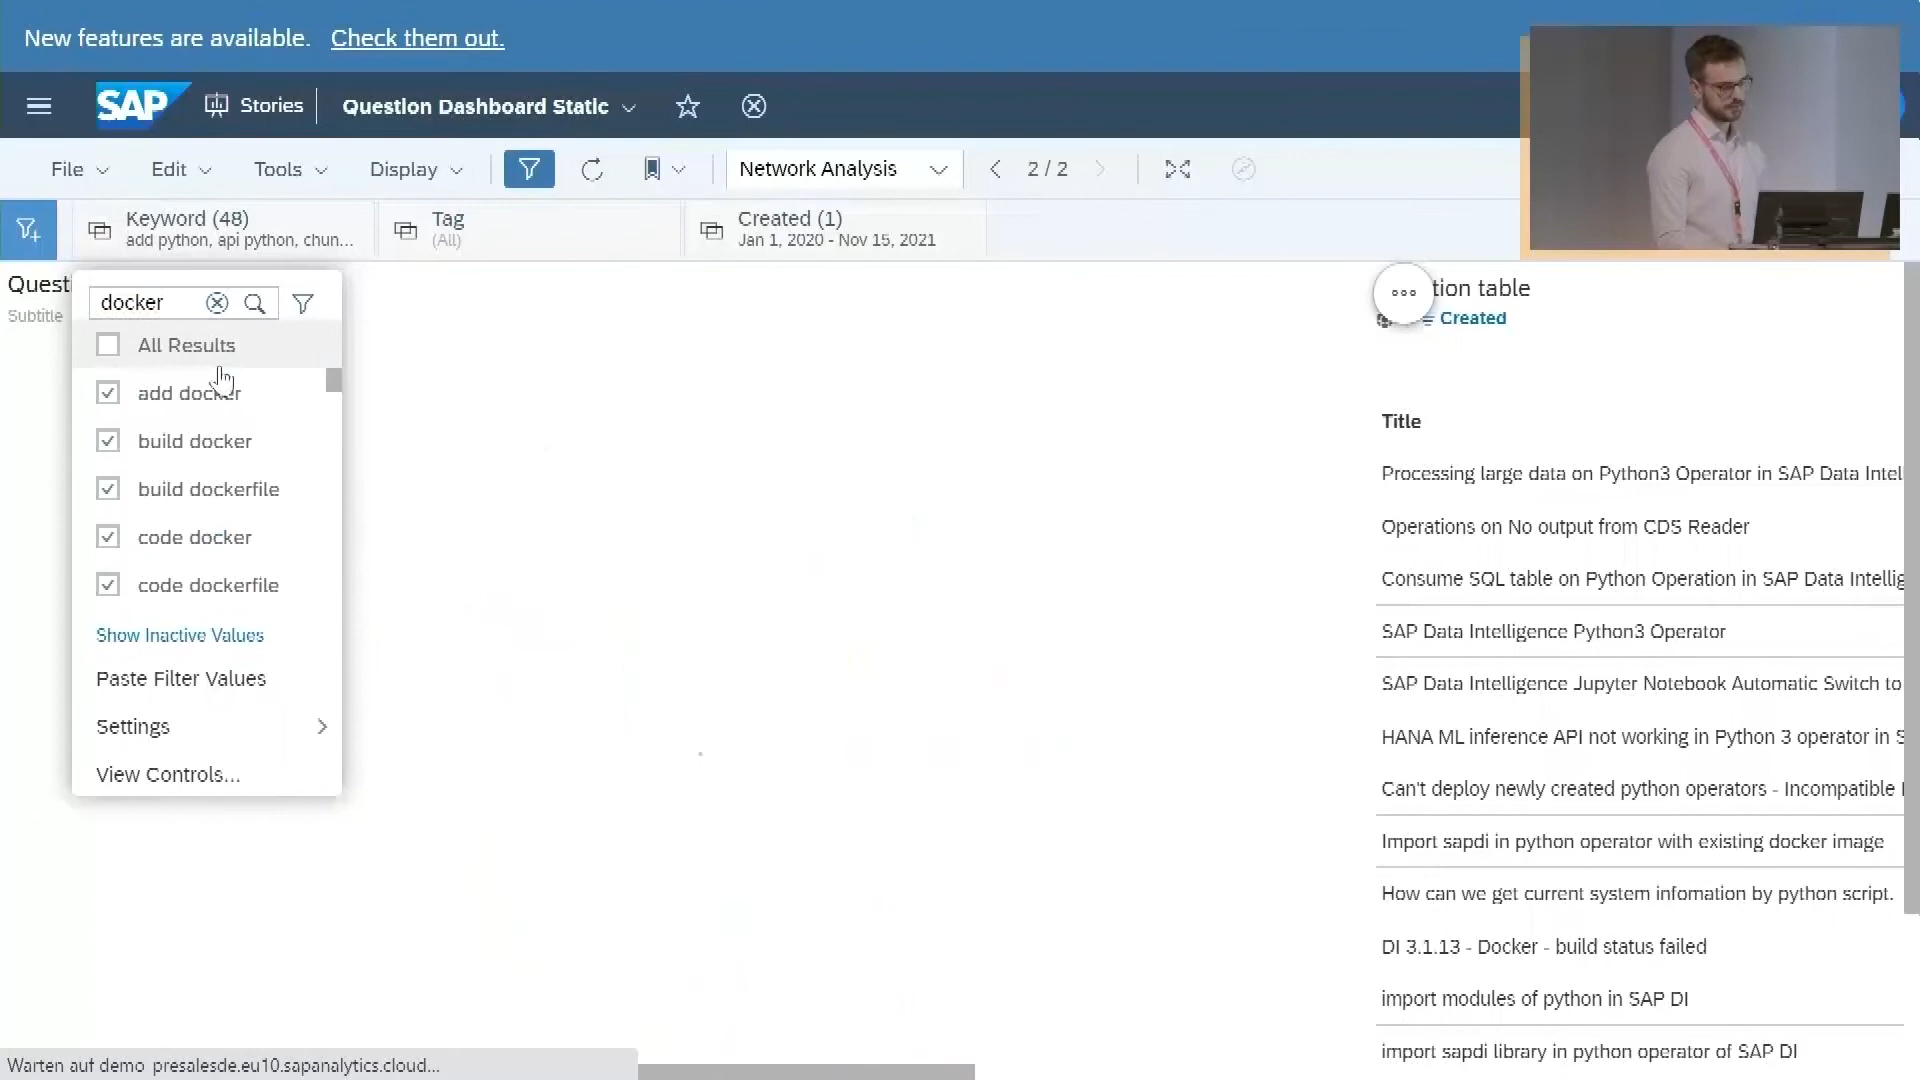 New features are available. Check them out.
SAP Stories Question Dashboard Static
File Edit Tools Display Network Analysis 2 / 2
Keyword (48) Tag Created (1)
add python, api python, chun... (All) Jan 1, 2020 - Nov 15, 2021
Questi
Subtitle
docker
All Results
add docker
build docker
build dockerfile
code docker
code dockerfile
Show Inactive Values
Paste Filter Values
Settings
View Controls...
tion table
Created
Title
Processing large data on Python3 Operator in SAP Data Intel
Operations on No output from CDS Reader
Consume SQL table on Python Operation in SAP Data Intellig
SAP Data Intelligence Python3 Operator
SAP Data Intelligence Jupyter Notebook Automatic Switch to
HANA ML inference API not working in Python 3 operator in S
Can't deploy newly created python operators - Incompatible
Import sapdi in python operator with existing docker image
How can we get current system infomation by python script.
DI 3.1.13 - Docker - build status failed
import modules of python in SAP DI
import sapdi library in python operator of SAP DI
Warten auf demo presalesde.eu10.sapanalytics.cloud...